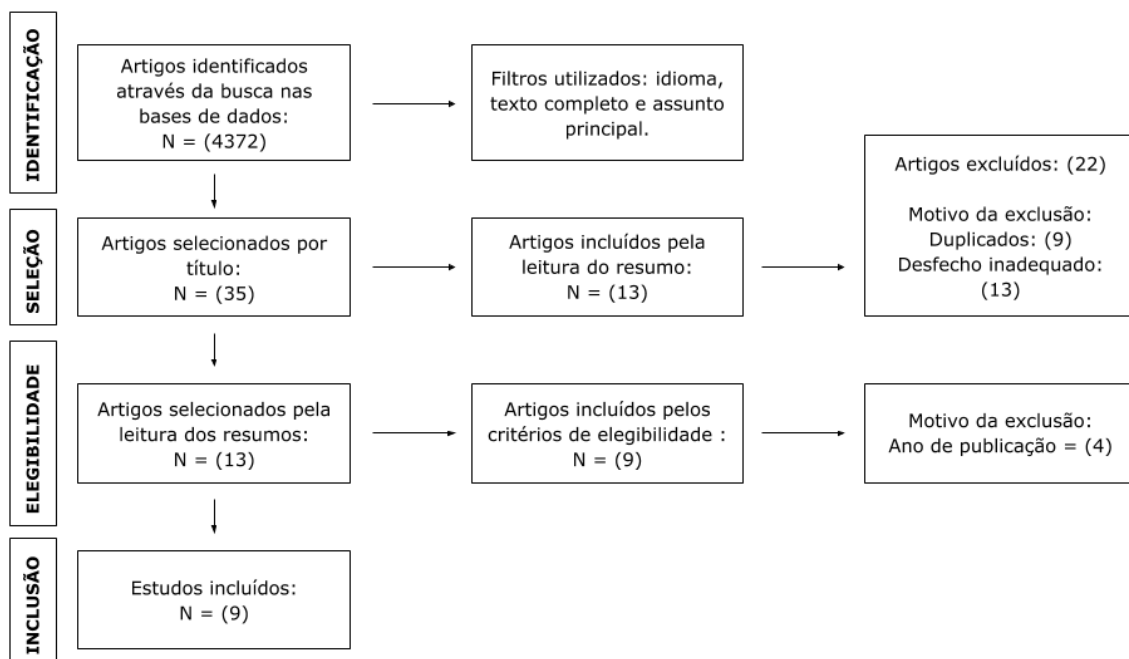 IDENTIFICAÇÃO
Artigos identificados
através da busca nas
bases de dados:
N = (4372)
Filtros utilizados: idioma,
texto completo e assunto
principal.
Artigos excluídos: (22)
Motivo da exclusão:
Duplicados: (9)
Desfecho inadequado:
(13)
SELEÇÃO
Artigos selecionados por
título:
N = (35)
Artigos incluídos pela
leitura do resumo:
N = (13)
ELEGIBILIDADE
Artigos selecionados pela
leitura dos resumos:
N = (13)
Artigos incluídos pelos
critérios de elegibilidade :
N = (9)
Motivo da exclusão:
Ano de publicação = (4)
INCLUSÃO
Estudos incluídos:
N = (9)